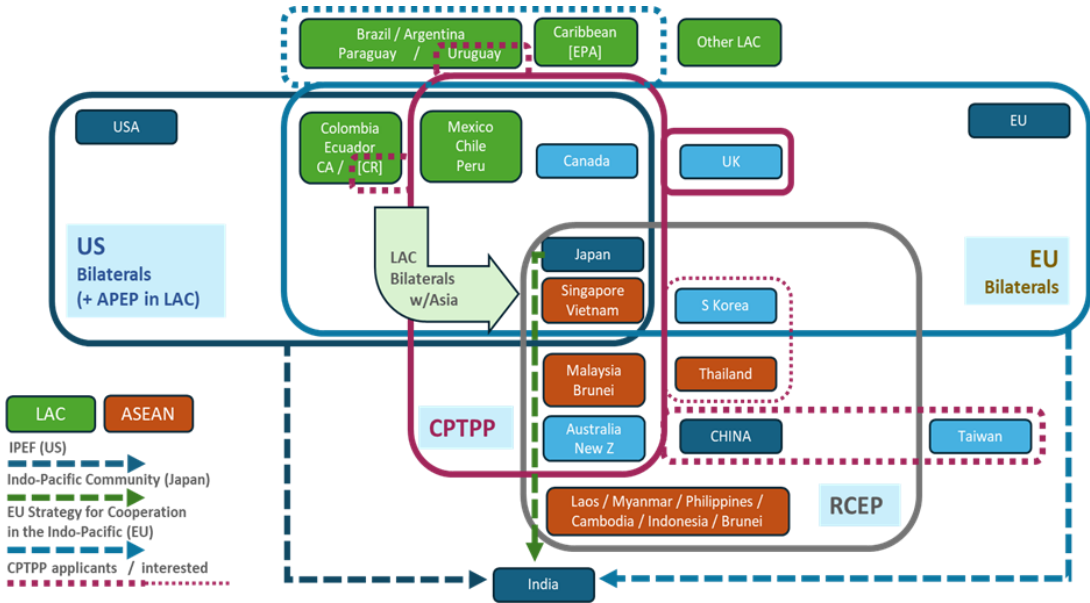 Brazil / Argentina
Paraguay / Uruguay
Caribbean
[EPA]
Other LAC
USA
EU
Colombia
Ecuador
CA / [CR]
Mexico
Chile
Peru
Canada
UK
US
Bilaterals
(+ APEP in LAC)
LAC
Bilaterals
w/Asia
Japan
EU
Bilaterals
Singapore
Vietnam
S Korea
Malaysia
Brunei
Thailand
LAC
ASEAN
CPTPP
Australia
New Z
CHINA
Taiwan
IPEF (US)
Indo-Pacific Community (Japan)
EU Strategy for Cooperation
in the Indo-Pacific (EU)
CPTPP applicants / interested
Laos / Myanmar / Philippines /
Cambodia / Indonesia / Brunei
RCEP
India